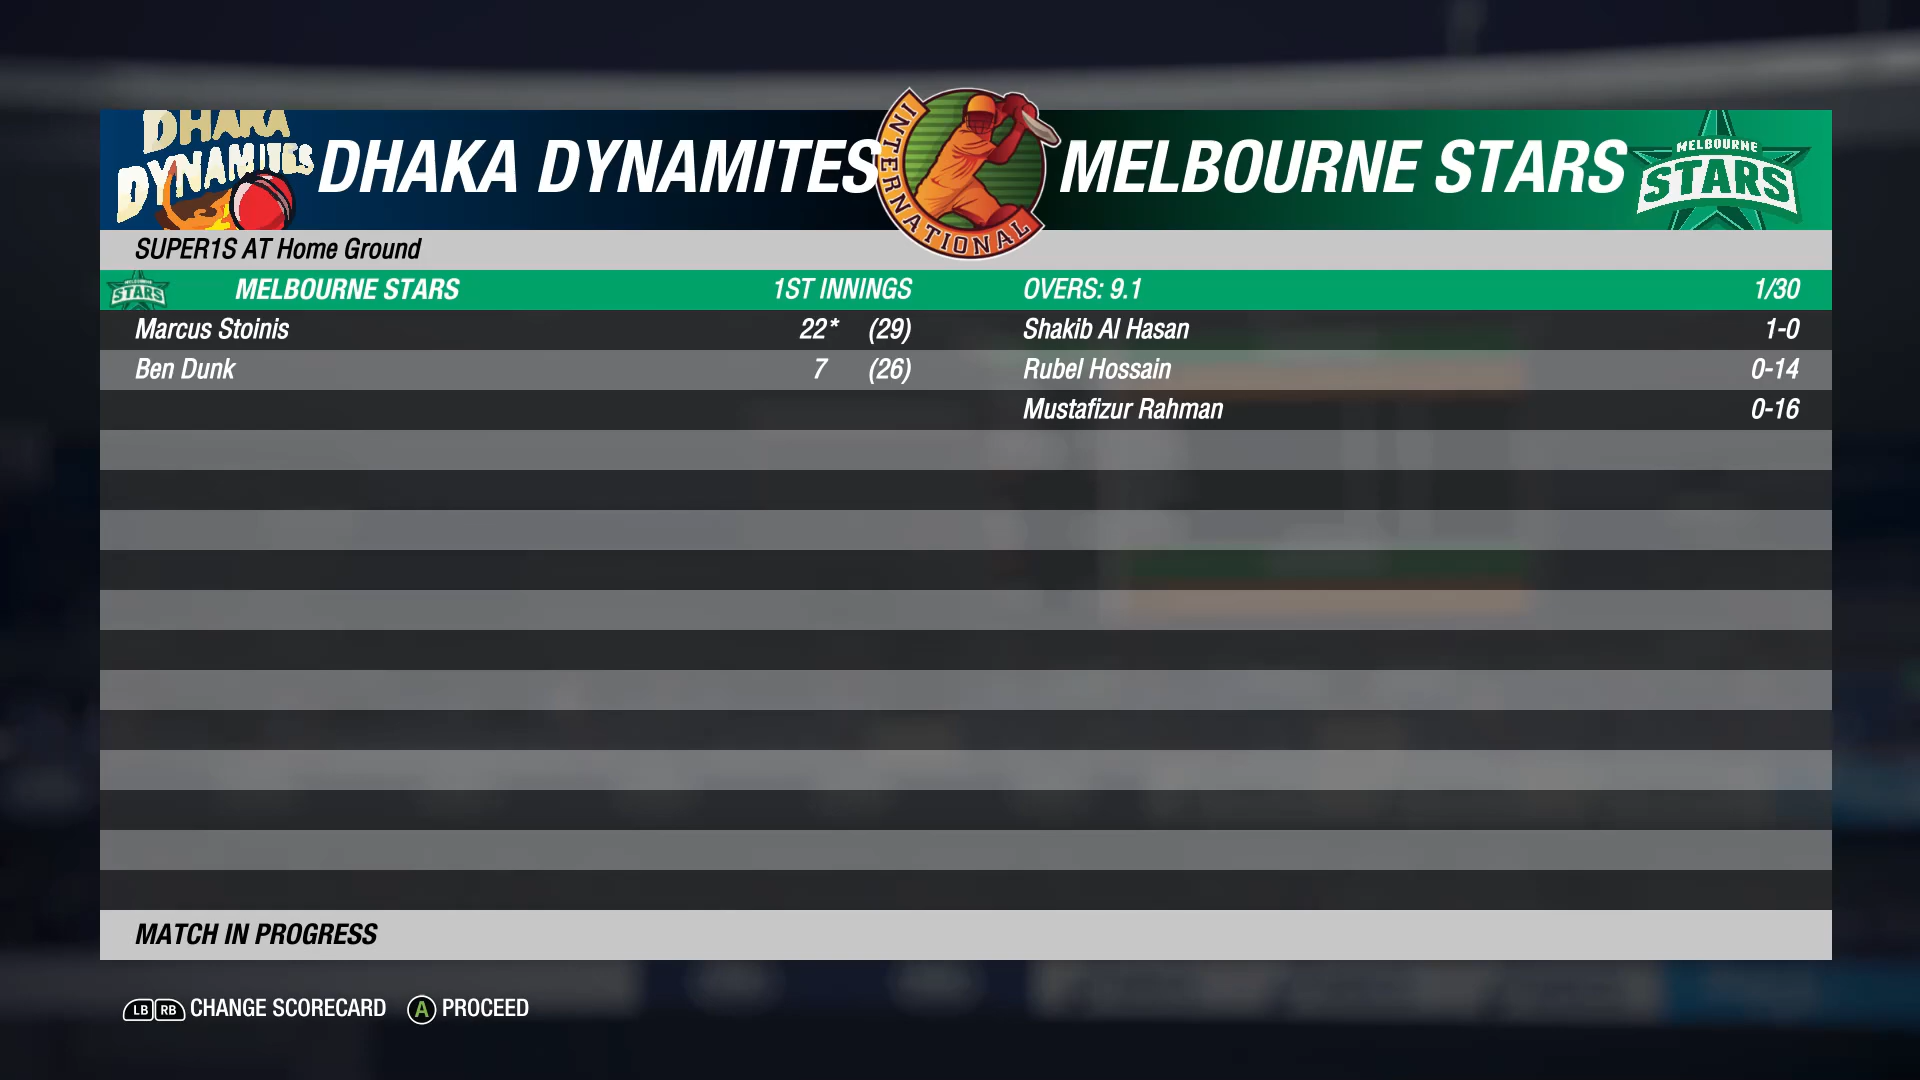 DHAKA
DYNAMITES
DHAKA DYNAMITES
INTERNATIONAL
MELBOURNE STARS
MELBOURNE
STARS
SUPER1S AT Home Ground
MELBOURNE
STARS
MELBOURNE STARS 1ST INNINGS OVERS: 9.1 1/30
Marcus Stoinis 22* (29) Shakib Al Hasan 1-0
Ben Dunk 7 (26) Rubel Hossain 0-14
Mustafizur Rahman 0-16
MATCH IN PROGRESS
LB RB CHANGE SCORECARD A PROCEED